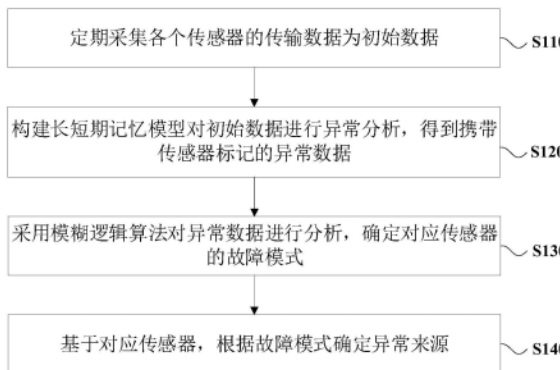 定期采集各个传感器的传输数据为初始数据
S110
构建长短期记忆模型对初始数据进行异常分析，得到携带
传感器标记的异常数据
S120
采用模糊逻辑算法对异常数据进行分析，确定对应传感器
的故障模式
S130
基于对应传感器，根据故障模式确定异常来源
S140